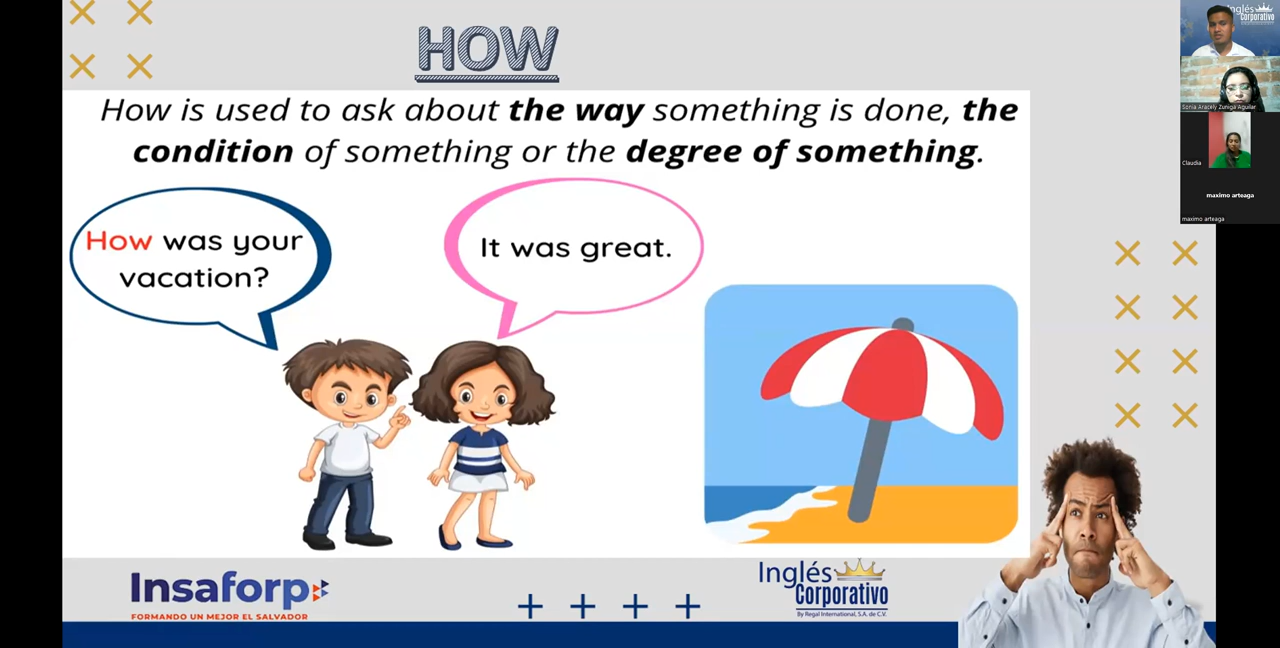 HOW
How is used to ask about the way something is done, the
condition of something or the degree of something.
How was your
vacation?
It was great.
Insaforp
FORMANDO UN MEJOR EL SALVADOR
Inglés
Corporativo
By Regal International, S.A. de C.V.
Inglés
Corporativo
Sonia Aracely Zuniga Aguilar
Claudia
maximo arteaga
maximo arteaga